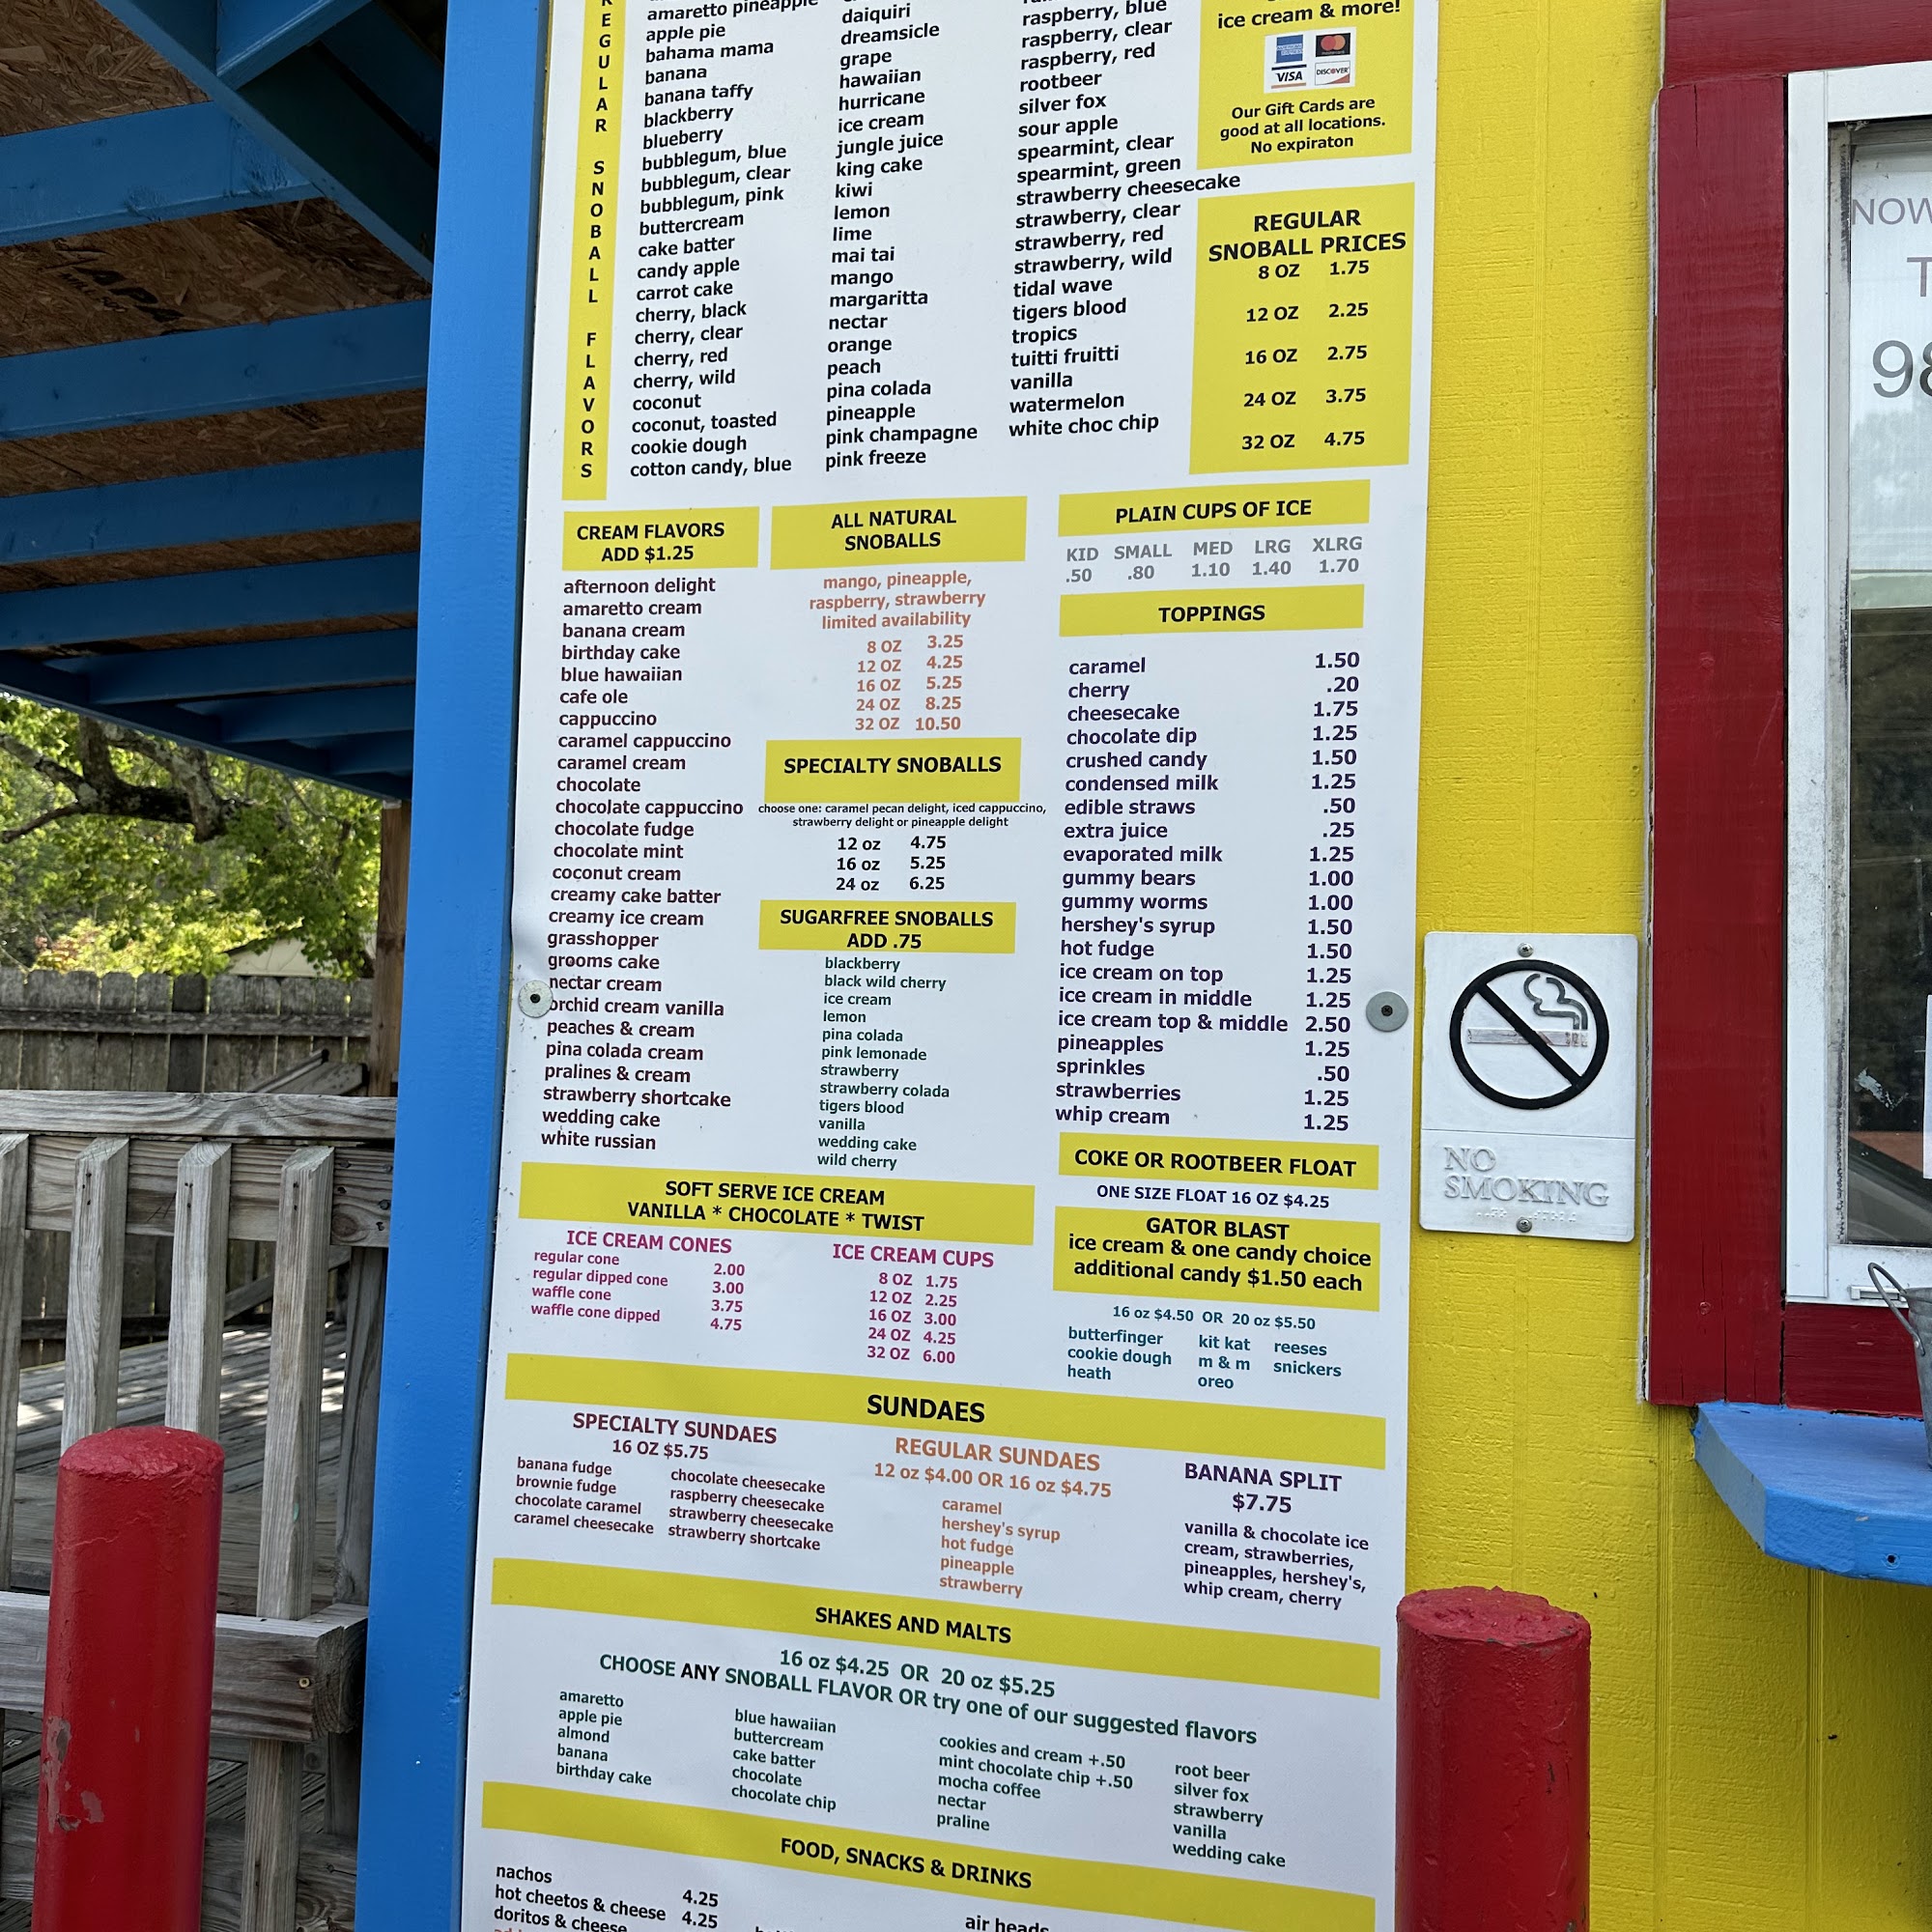 REGULAR SNOBALL FLAVORS
amaretto pineapple
apple pie
bahama mama
banana
banana taffy
blackberry
blueberry
bubblegum, blue
bubblegum, clear
bubblegum, pink
buttercream
cake batter
candy apple
carrot cake
cherry, black
cherry, clear
cherry, red
cherry, wild
coconut
coconut, toasted
cookie dough
cotton candy, blue
daiquiri
dreamsicle
grape
hawaiian
hurricane
ice cream
jungle juice
king cake
kiwi
lemon
lime
mai tai
mango
margaritta
nectar
orange
peach
pina colada
pineapple
pink champagne
pink freeze
raspberry, blue
raspberry, clear
raspberry, red
rootbeer
silver fox
sour apple
spearmint, clear
spearmint, green
strawberry cheesecake
strawberry, clear
strawberry, red
strawberry, wild
tidal wave
tigers blood
tropics
tuitti fruitti
vanilla
watermelon
white choc chip
ice cream & more!
VISA
DISCOVER
Our Gift Cards are
good at all locations.
No expiraton
REGULAR
SNOBALL PRICES
8 OZ 1.75
12 OZ 2.25
16 OZ 2.75
24 OZ 3.75
32 OZ 4.75
CREAM FLAVORS
ADD $1.25
afternoon delight
amaretto cream
banana cream
birthday cake
blue hawaiian
cafe ole
cappuccino
caramel cappuccino
caramel cream
chocolate
chocolate cappuccino
chocolate fudge
chocolate mint
coconut cream
creamy cake batter
creamy ice cream
grasshopper
grooms cake
nectar cream
orchid cream vanilla
peaches & cream
pina colada cream
pralines & cream
strawberry shortcake
wedding cake
white russian
ALL NATURAL
SNOBALLS
mango, pineapple,
raspberry, strawberry
limited availability
8 OZ 3.25
12 OZ 4.25
16 OZ 5.25
24 OZ 8.25
32 OZ 10.50
SPECIALTY SNOBALLS
choose one: caramel pecan delight, iced cappuccino,
strawberry delight or pineapple delight
12 oz 4.75
16 oz 5.25
24 oz 6.25
SUGARFREE SNOBALLS
ADD .75
blackberry
black wild cherry
ice cream
lemon
pina colada
pink lemonade
strawberry
strawberry colada
tigers blood
vanilla
wedding cake
wild cherry
PLAIN CUPS OF ICE
KID SMALL MED LRG XLRG
.50 .80 1.10 1.40 1.70
TOPPINGS
caramel 1.50
cherry .20
cheesecake 1.75
chocolate dip 1.25
crushed candy 1.50
condensed milk 1.25
edible straws .50
extra juice .25
evaporated milk 1.25
gummy bears 1.00
gummy worms 1.00
hershey's syrup 1.50
hot fudge 1.50
ice cream on top 1.25
ice cream in middle 1.25
ice cream top & middle 2.50
pineapples 1.25
sprinkles .50
strawberries 1.25
whip cream 1.25
COKE OR ROOTBEER FLOAT
ONE SIZE FLOAT 16 OZ $4.25
GATOR BLAST
ice cream & one candy choice
additional candy $1.50 each
16 oz $4.50 OR 20 oz $5.50
butterfinger
cookie dough
heath
kit kat
m & m
oreo
reeses
snickers
SOFT SERVE ICE CREAM
VANILLA * CHOCOLATE * TWIST
ICE CREAM CONES
regular cone 2.00
regular dipped cone 3.00
waffle cone 3.75
waffle cone dipped 4.75
ICE CREAM CUPS
8 OZ 1.75
12 OZ 2.25
16 OZ 3.00
24 OZ 4.25
32 OZ 6.00
SUNDAES
SPECIALTY SUNDAES
16 OZ $5.75
banana fudge
brownie fudge
chocolate caramel
caramel cheesecake
chocolate cheesecake
raspberry cheesecake
strawberry cheesecake
strawberry shortcake
REGULAR SUNDAES
12 oz $4.00 OR 16 oz $4.75
caramel
hershey's syrup
hot fudge
pineapple
strawberry
BANANA SPLIT
$7.75
vanilla & chocolate ice
cream, strawberries,
pineapples, hershey's,
whip cream, cherry
SHAKES AND MALTS
16 oz $4.25 OR 20 oz $5.25
CHOOSE ANY SNOBALL FLAVOR OR try one of our suggested flavors
amaretto
apple pie
almond
banana
birthday cake
blue hawaiian
buttercream
cake batter
chocolate
chocolate chip
cookies and cream +.50
mint chocolate chip +.50
mocha coffee
nectar
praline
root beer
silver fox
strawberry
vanilla
wedding cake
FOOD, SNACKS & DRINKS
nachos 4.25
hot cheetos & cheese 4.25
doritos & cheese
air heads
NO
SMOKING
NOW
T
98